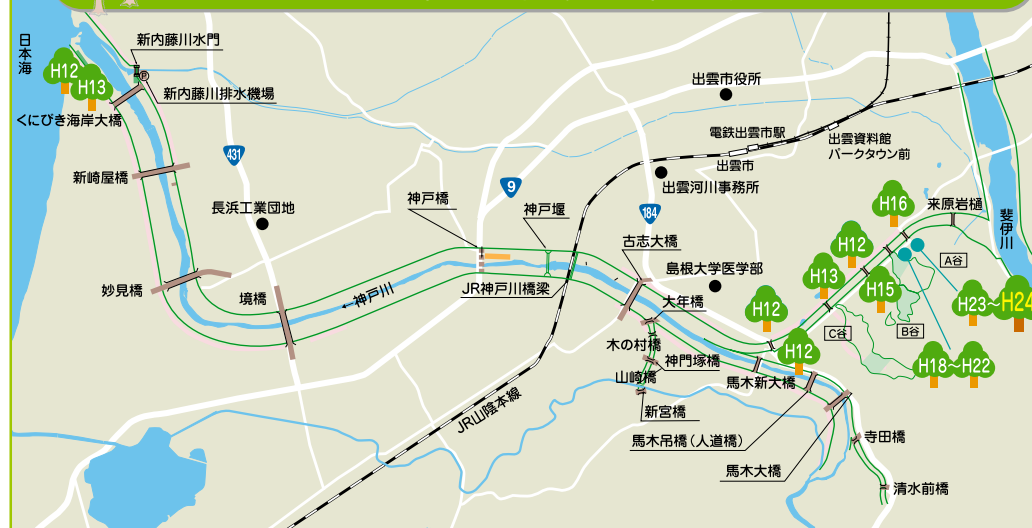 日本海
新内藤川水門
P
H12
H13
新内藤川排水機場
くにびき海岸大橋
新崎屋橋
431
長浜工業団地
妙見橋
境橋
←神戸川
神戸橋
9
神戸堰
JR神戸川橋梁
JR山陰本線
出雲市役所
電鉄出雲市駅
出雲市
出雲資料館
パークタウン前
出雲河川事務所
184
古志大橋
島根大学医学部
大年橋
木の村橋
神門塚橋
山崎橋
新宮橋
馬木新大橋
馬木吊橋(人道橋)
馬木大橋
寺田橋
清水前橋
斐伊川
来原岩樋
H16
H12
H13
H15
H12
H12
A谷
B谷
C谷
H23~H24
H18~H22